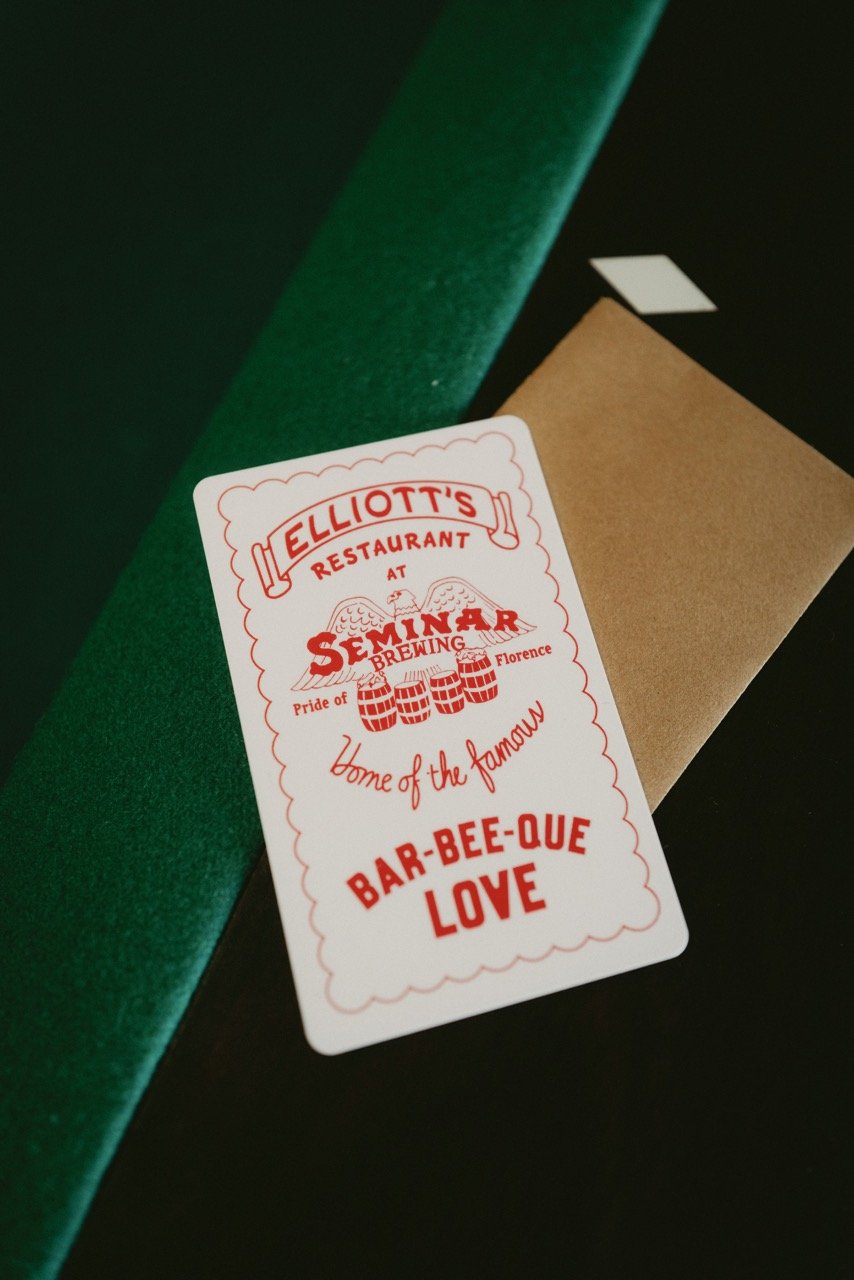 ELLIOTT'S
RESTAURANT
AT
SEMINAR
BREWING
Pride of Florence
Home of the famous
BAR-BEE-QUE
LOVE